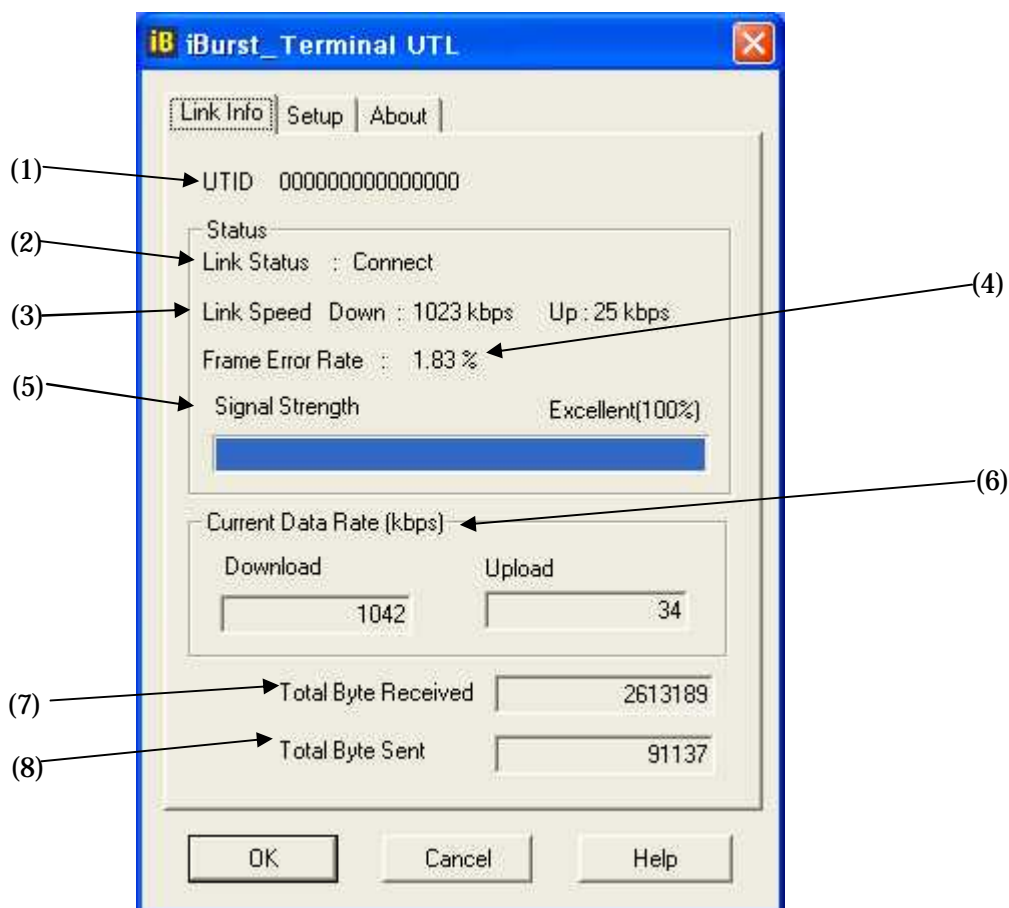 iB iBurst_Terminal UTL
Link Info Setup About
(1) UTID 000000000000000
Status
(2) Link Status : Connect
(3) Link Speed Down : 1023 kbps Up : 25 kbps
(4)
Frame Error Rate : 1.83 %
(5) Signal Strength Excellent(100%)
(6)
Current Data Rate (kbps)
Download Upload
1042 34
(7) Total Byte Received 2613189
(8) Total Byte Sent 91137
OK Cancel Help